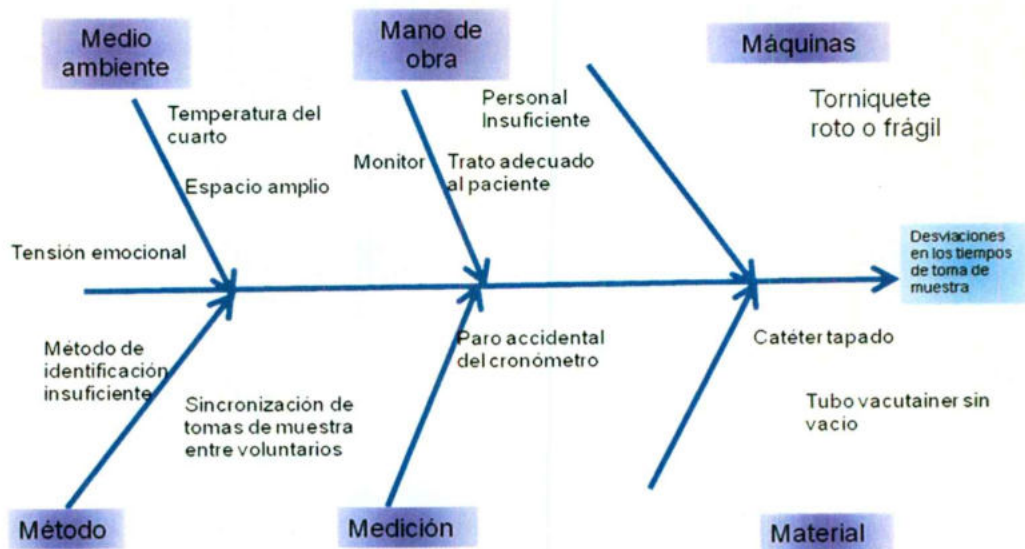 Medio
ambiente
Mano de
obra
Máquinas
Temperatura del
cuarto
Espacio amplio
Tensión emocional
Personal
Insuficiente
Monitor
Trato adecuado
al paciente
Torniquete
roto o frágil
Desviaciones
en los tiempos
de toma de
muestra
Método de
identificación
insuficiente
Sincronización de
tomas de muestra
entre voluntarios
Paro accidental
del cronómetro
Catéter tapado
Tubo vacutainer sin
vacio
Método
Medición
Material